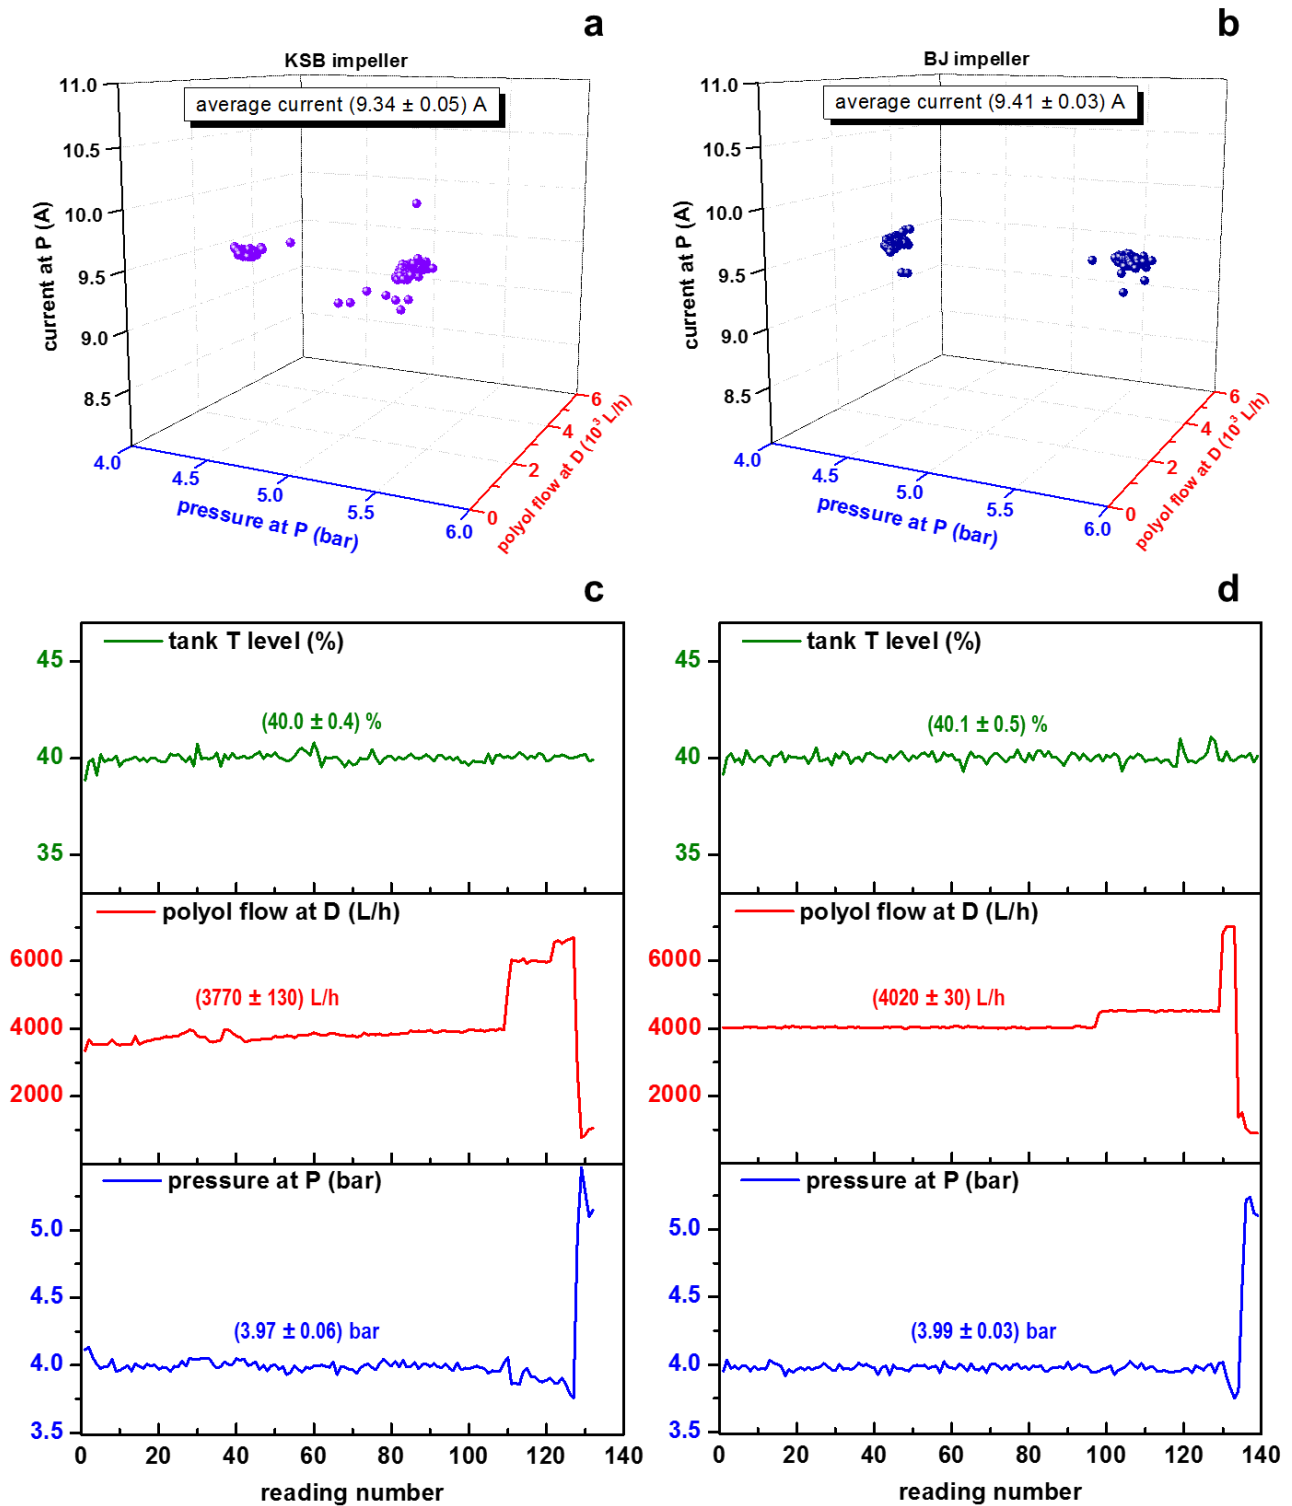 a
KSB impeller
average current (9.34 ± 0.05) A
11.0
10.5
10.0
9.5
9.0
8.5
current at P (A)
4.0
4.5
5.0
5.5
6.0
pressure at P (bar)
0
2
4
6
polyol flow at D (10³ L/h)
b
BJ impeller
average current (9.41 ± 0.03) A
11.0
10.5
10.0
9.5
9.0
8.5
current at P (A)
4.0
4.5
5.0
5.5
6.0
pressure at P (bar)
0
2
4
6
polyol flow at D (10³ L/h)
c
tank T level (%)
45
40
35
(40.0 ± 0.4) %
polyol flow at D (L/h)
6000
4000
2000
(3770 ± 130) L/h
pressure at P (bar)
5.0
4.5
4.0
3.5
(3.97 ± 0.06) bar
0 20 40 60 80 100 120 140
reading number
d
tank T level (%)
45
40
35
(40.1 ± 0.5) %
polyol flow at D (L/h)
6000
4000
2000
(4020 ± 30) L/h
pressure at P (bar)
5.0
4.5
4.0
3.5
(3.99 ± 0.03) bar
0 20 40 60 80 100 120 140
reading number